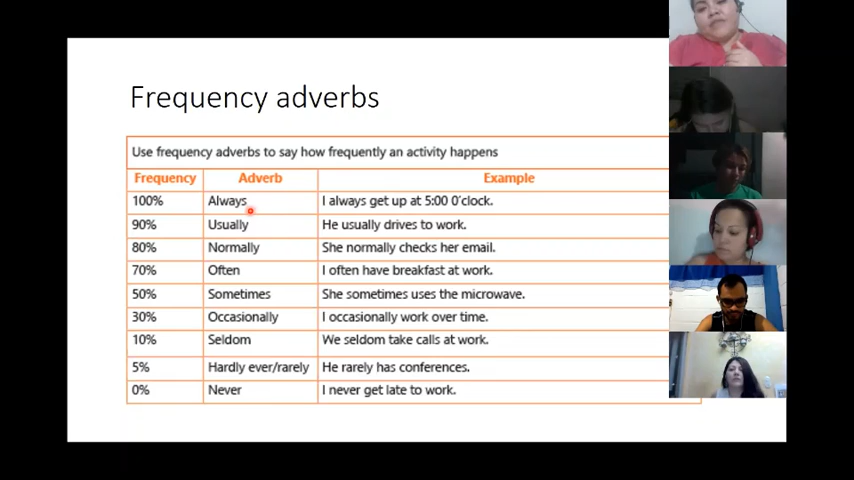 Frequency adverbs
Use frequency adverbs to say how frequently an activity happens
Frequency Adverb Example
100% Always I always get up at 5:00 0'clock.
90% Usually He usually drives to work.
80% Normally She normally checks her email.
70% Often I often have breakfast at work.
50% Sometimes She sometimes uses the microwave.
30% Occasionally I occasionally work over time.
10% Seldom We seldom take calls at work.
5% Hardly ever/rarely He rarely has conferences.
0% Never I never get late to work.